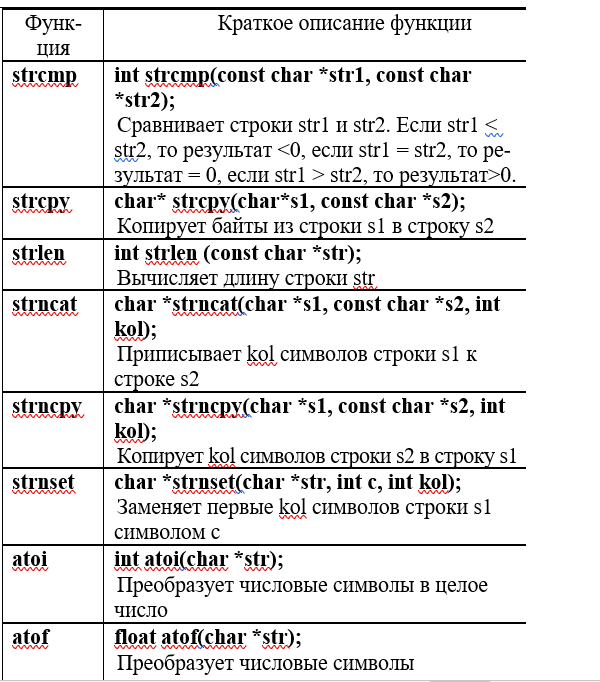 Функ-
ция
Краткое описание функции
strcmp
int strcmp(const char *str1, const char
*str2);
Сравнивает строки str1 и str2. Если str1 <
str2, то результат <0, если str1 = str2, то ре-
зультат = 0, если str1 > str2, то результат>0.
strcpy
char* strcpy(char*s1, const char *s2);
Копирует байты из строки s1 в строку s2
strlen
int strlen (const char *str);
Вычисляет длину строки str
strncat
char *strncat(char *s1, const char *s2, int
kol);
Приписывает kol символов строки s1 к
строке s2
strncpy
char *strncpy(char *s1, const char *s2, int
kol);
Копирует kol символов строки s2 в строку s1
strnset
char *strnset(char *str, int c, int kol);
Заменяет первые kol символов строки s1
символом c
atoi
int atoi(char *str);
Преобразует числовые символы в целое
число
atof
float atof(char *str);
Преобразует числовые символы